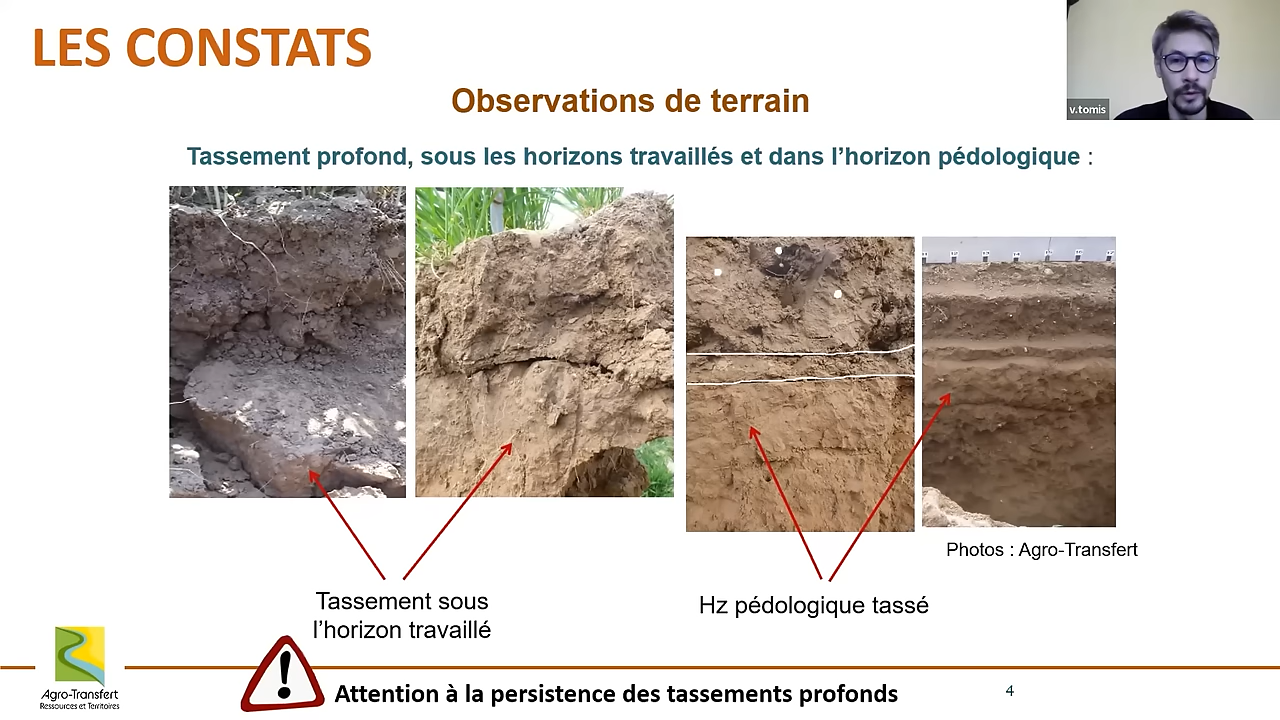 LES CONSTATS
v.tomis
Observations de terrain
Tassement profond, sous les horizons travaillés et dans l’horizon pédologique :
Photos : Agro-Transfert
Tassement sous
l’horizon travaillé
Hz pédologique tassé
Agro-Transfert
Ressources et Territoires
Attention à la persistence des tassements profonds
4